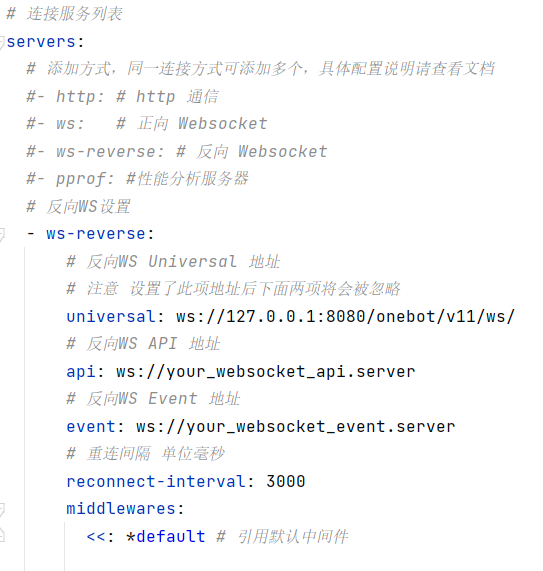 # 连接服务列表
servers:
# 添加方式，同一连接方式可添加多个，具体配置说明请查看文档
#- http: # http 通信
#- ws:   # 正向 Websocket
#- ws-reverse: # 反向 Websocket
#- pprof: #性能分析服务器
# 反向WS设置
- ws-reverse:
# 反向WS Universal 地址
# 注意 设置了此项地址后下面两项将会被忽略
universal: ws://127.0.0.1:8080/onebot/v11/ws/
# 反向WS API 地址
api: ws://your_websocket_api.server
# 反向WS Event 地址
event: ws://your_websocket_event.server
# 重连间隔 单位毫秒
reconnect-interval: 3000
middlewares:
<<: *default # 引用默认中间件